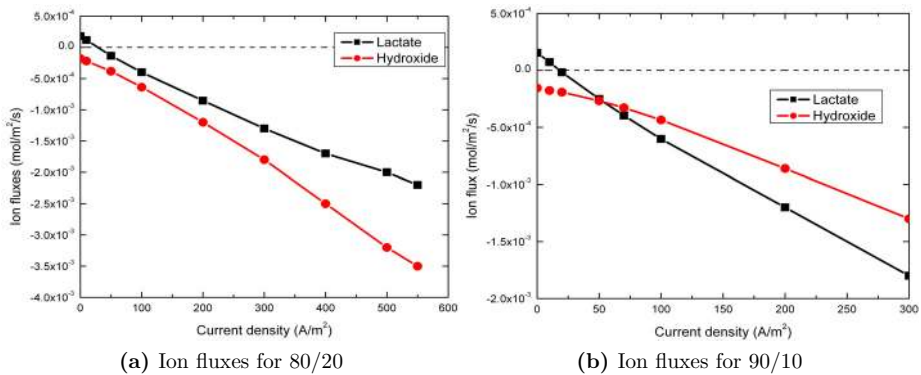 5.0x10⁻⁴
0.0
-5.0x10⁻⁴
-1.0x10⁻³
-1.5x10⁻³
-2.0x10⁻³
-2.5x10⁻³
-3.0x10⁻³
-3.5x10⁻³
-4.0x10⁻³
Ion fluxes (mol/m²/s)
Lactate
Hydroxide
0 100 200 300 400 500 600
Current density (A/m²)
(a) Ion fluxes for 80/20
5.0x10⁻⁴
0.0
-5.0x10⁻⁴
-1.0x10⁻³
-1.5x10⁻³
-2.0x10⁻³
Ion flux (mol/m²/s)
Lactate
Hydroxide
0 50 100 150 200 250 300
Current density (A/m²)
(b) Ion fluxes for 90/10